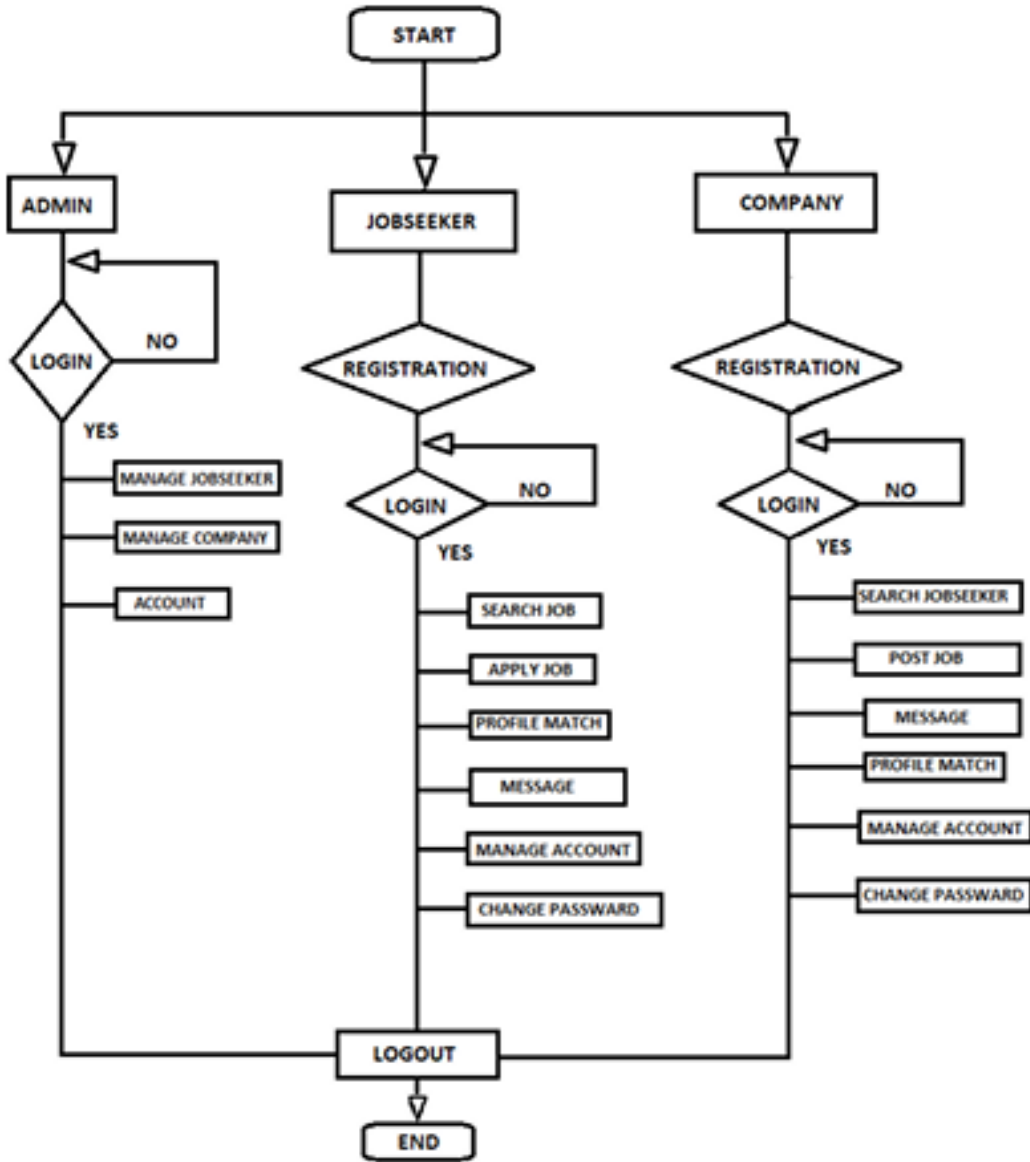 START
ADMIN
LOGIN
NO
YES
MANAGE JOBSEEKER
MANAGE COMPANY
ACCOUNT
JOBSEEKER
REGISTRATION
LOGIN
NO
YES
SEARCH JOB
APPLY JOB
PROFILE MATCH
MESSAGE
MANAGE ACCOUNT
CHANGE PASSWARD
COMPANY
REGISTRATION
LOGIN
NO
YES
SEARCH JOBSEEKER
POST JOB
MESSAGE
PROFILE MATCH
MANAGE ACCOUNT
CHANGE PASSWARD
LOGOUT
END